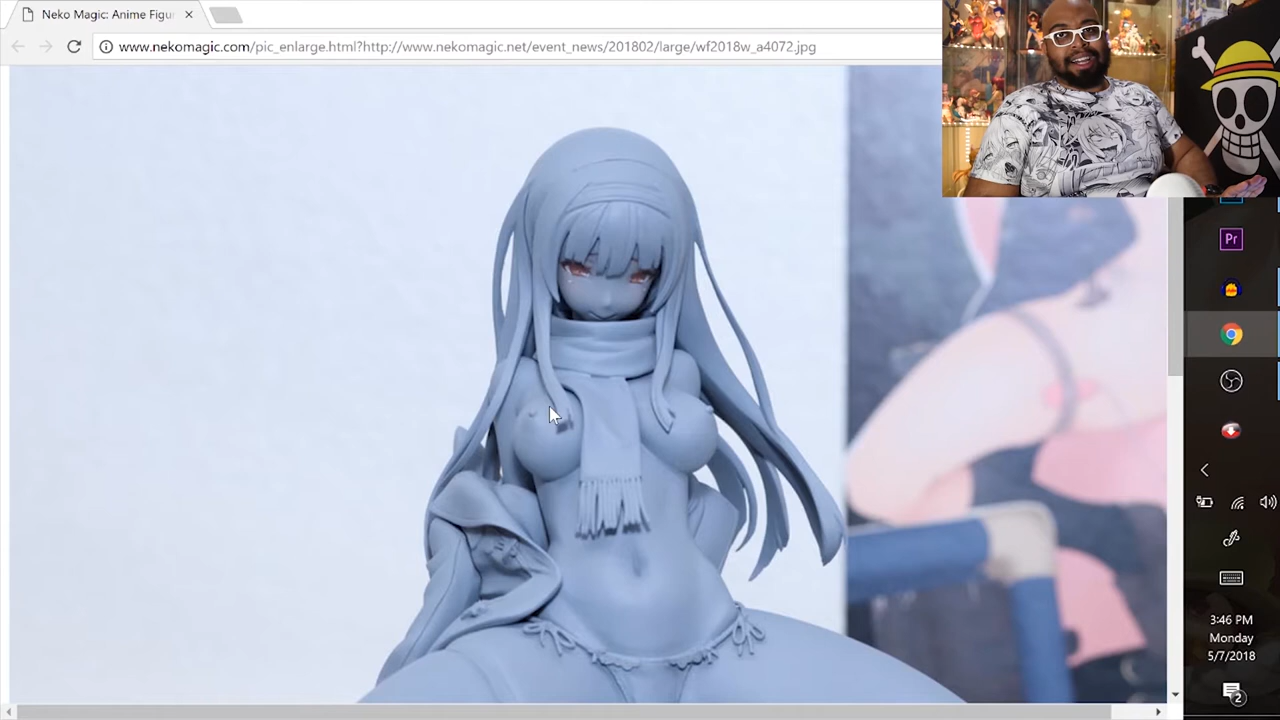 Neko Magic: Anime Figu
www.nekomagic.com/pic_enlarge.html?http://www.nekomagic.net/event_news/201802/large/wf2018w_a4072.jpg
Pr
3:46 PM
Monday
5/7/2018
2